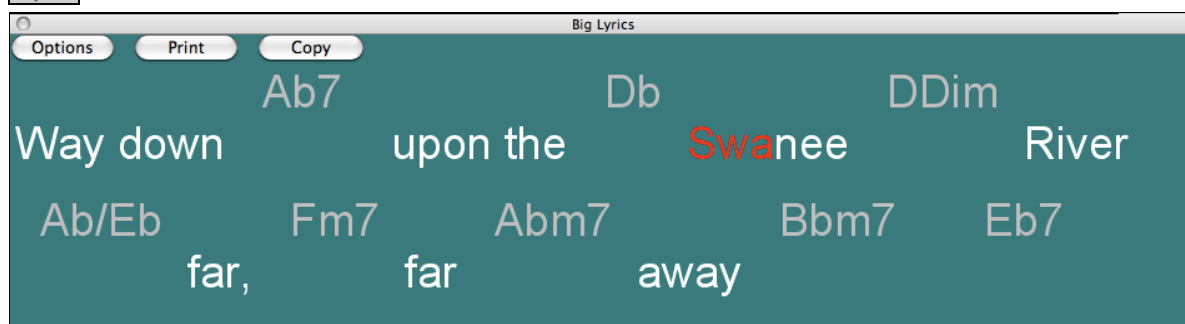 Big Lyrics
Options Print Copy
Ab7 Db DDim
Way down upon the Swanee River
Ab/Eb Fm7 Abm7 Bbm7 Eb7
far, far away